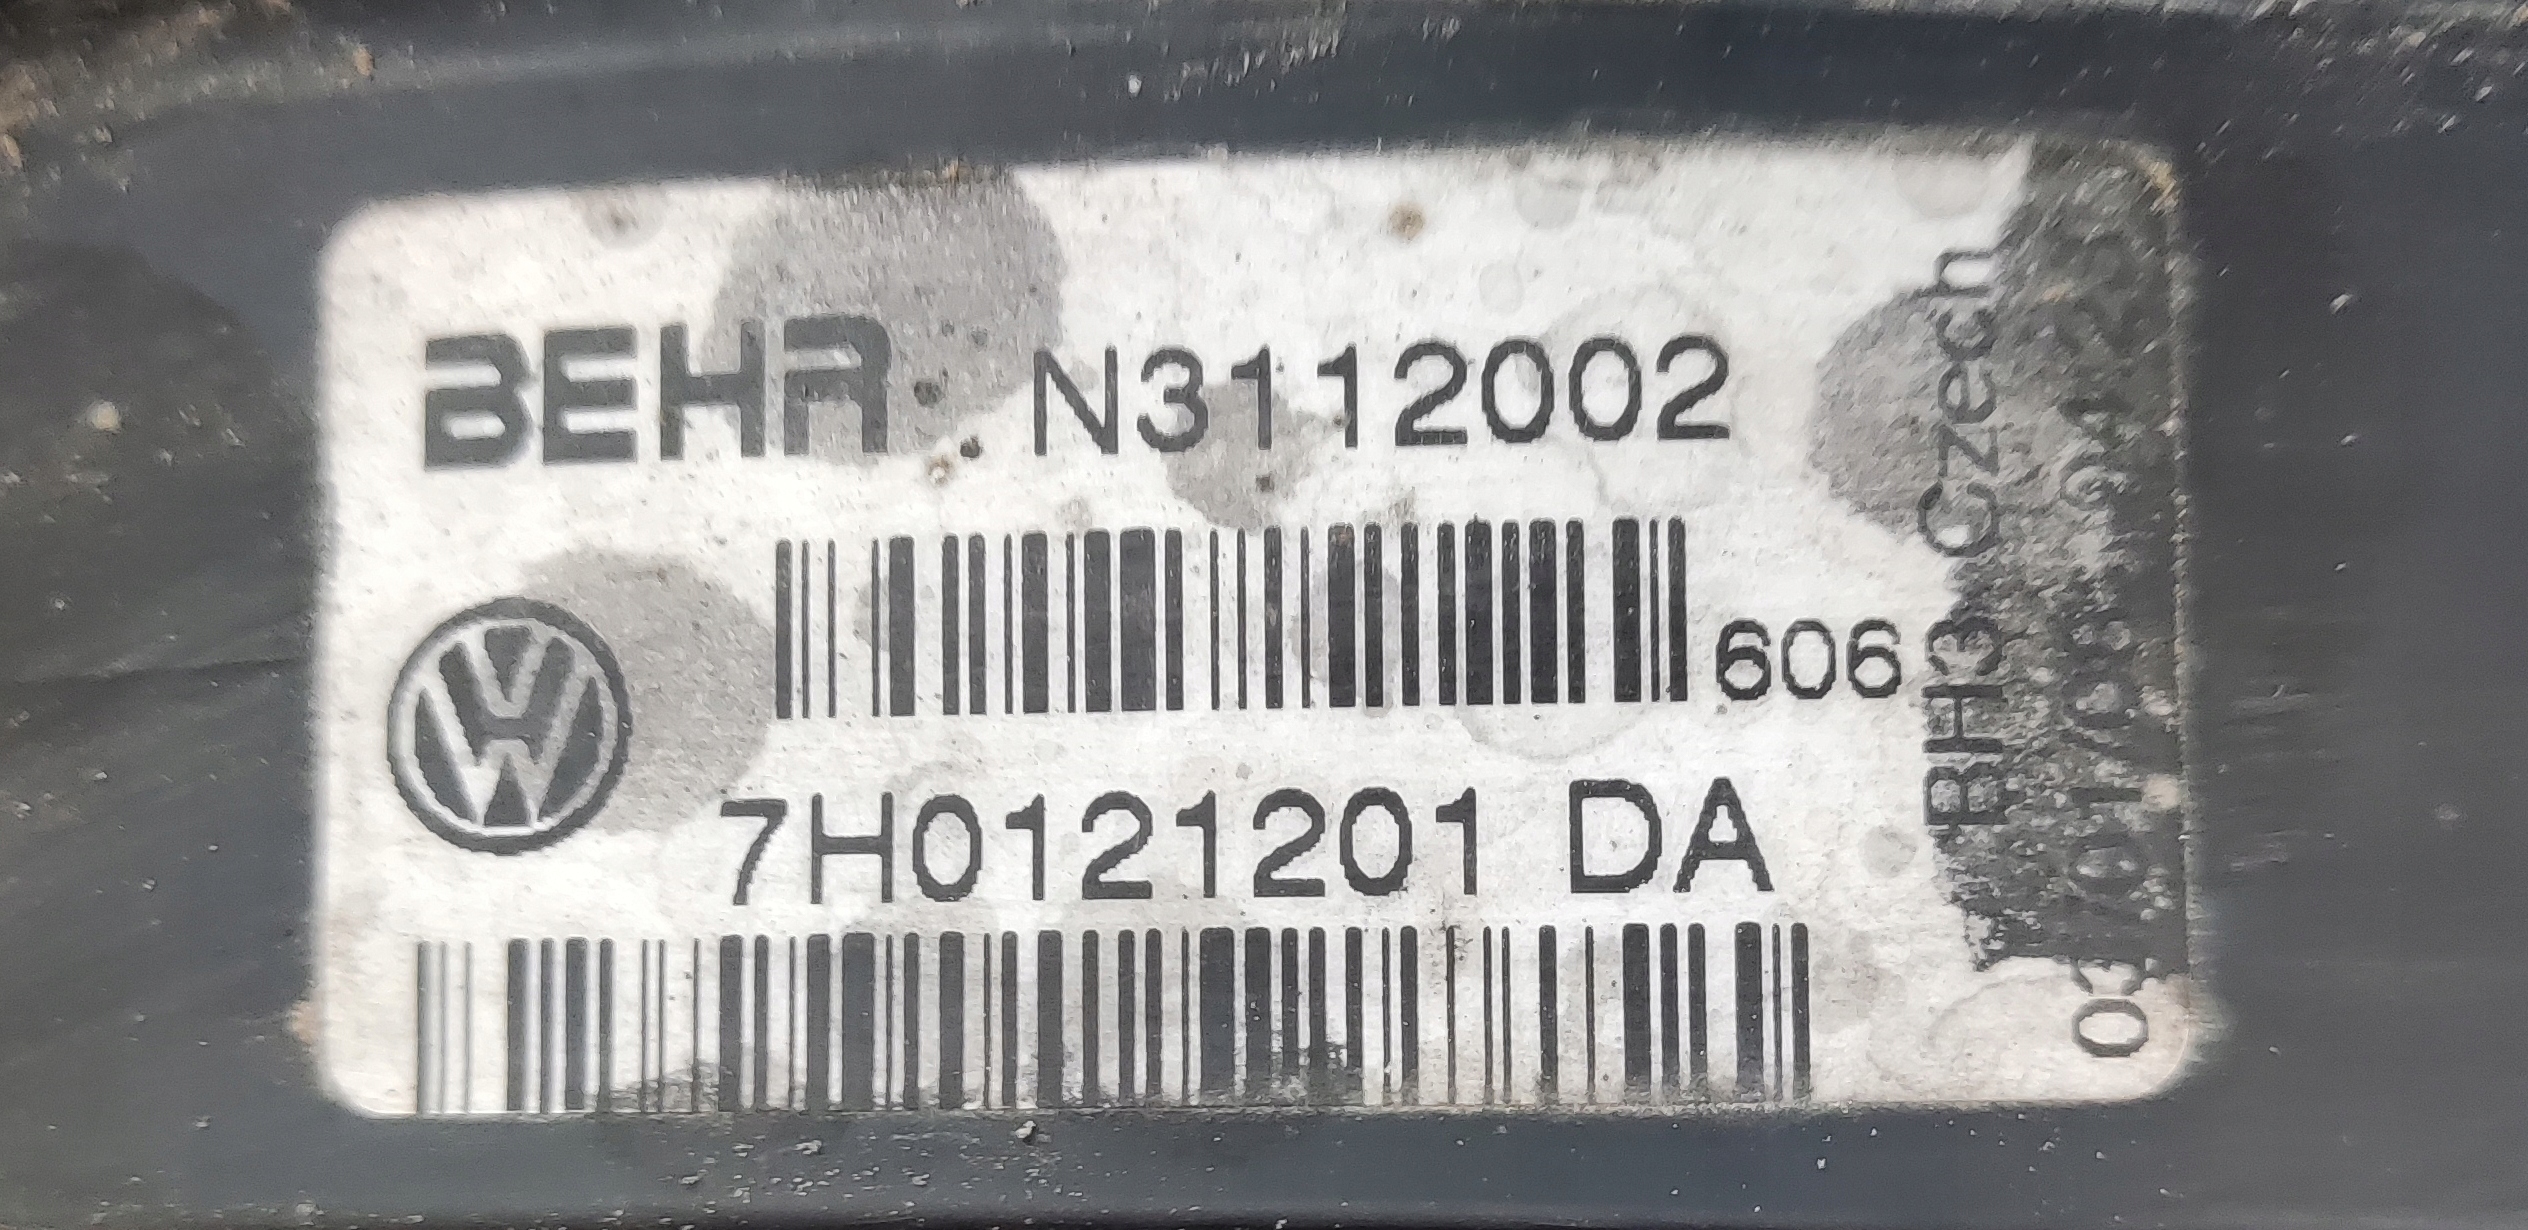 BEHR N3112002
606
7H0121201 DA
BH3 Czech